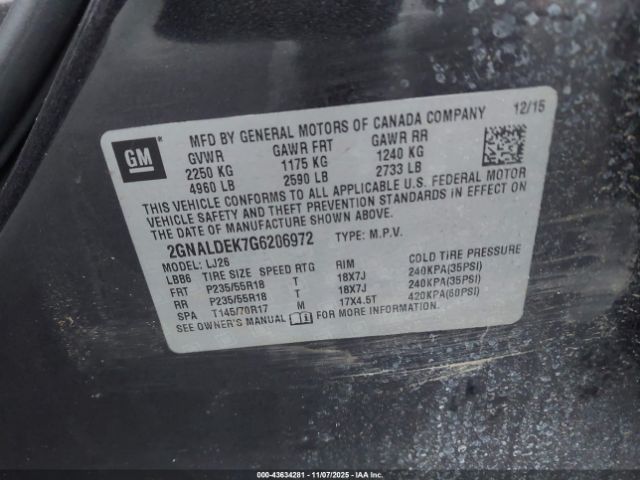 GM
MFD BY GENERAL MOTORS OF CANADA COMPANY 12/15
GVWR GAWR FRT GAWR RR
2250 KG 1175 KG 1240 KG
4960 LB 2590 LB 2733 LB
THIS VEHICLE CONFORMS TO ALL APPLICABLE U.S. FEDERAL MOTOR
VEHICLE SAFETY AND THEFT PREVENTION STANDARDS IN EFFECT ON
THE DATE OF MANUFACTURE SHOWN ABOVE.
2GNALDEK7G6206972 TYPE: M.P.V.
MODEL: LJ26
LBB6 TIRE SIZE SPEED RTG RIM COLD TIRE PRESSURE
FRT P235/55R18 T 18X7J 240KPA(35PSI)
RR P235/55R18 T 18X7J 240KPA(35PSI)
SPA T145/70R17 M 17X4.5T 420KPA(60PSI)
SEE OWNER'S MANUAL FOR MORE INFORMATION.
000-43634281 - 11/07/2025 - IAA Inc.